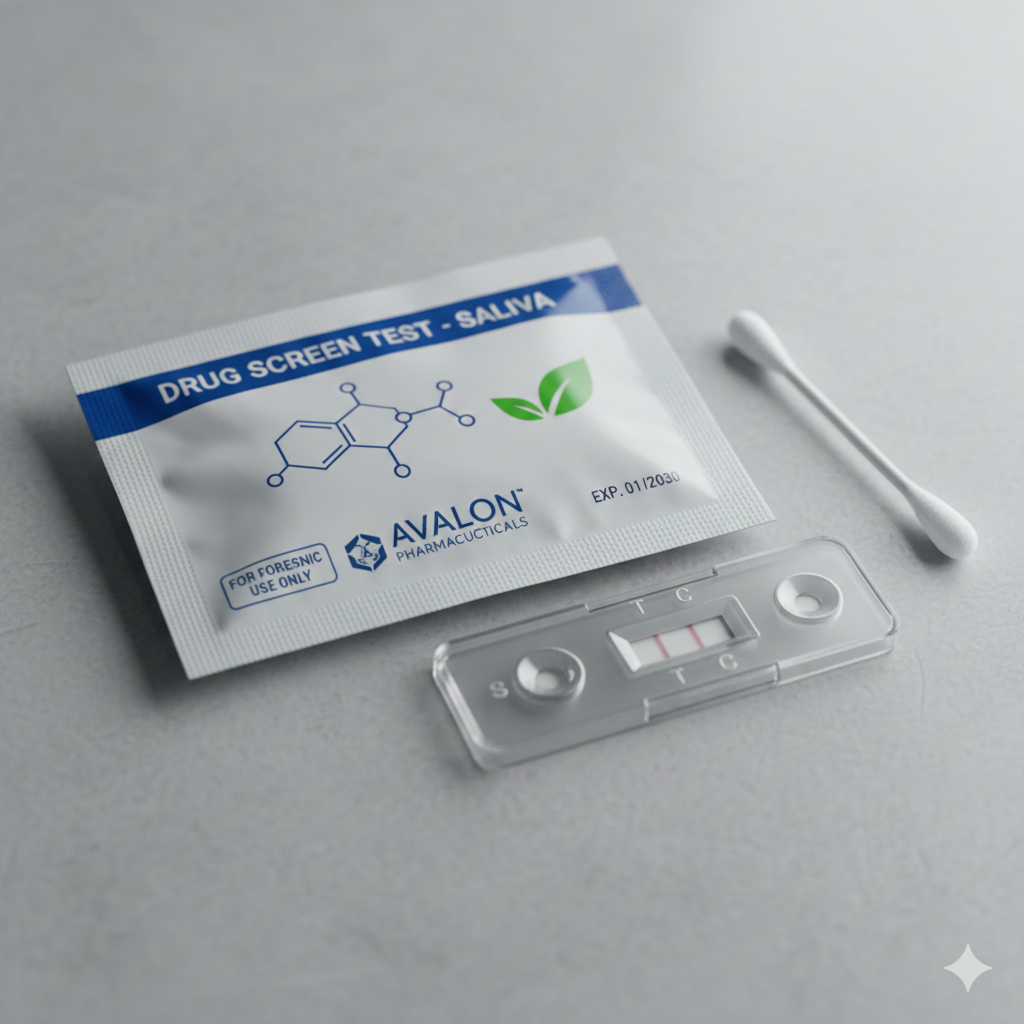 DRUG SCREEN TEST - SALIVA
EXP. 01/2030
AVALON™
PHARMACUCTICALS
FOR FORESNIC
USE ONLY
T C
S
T C